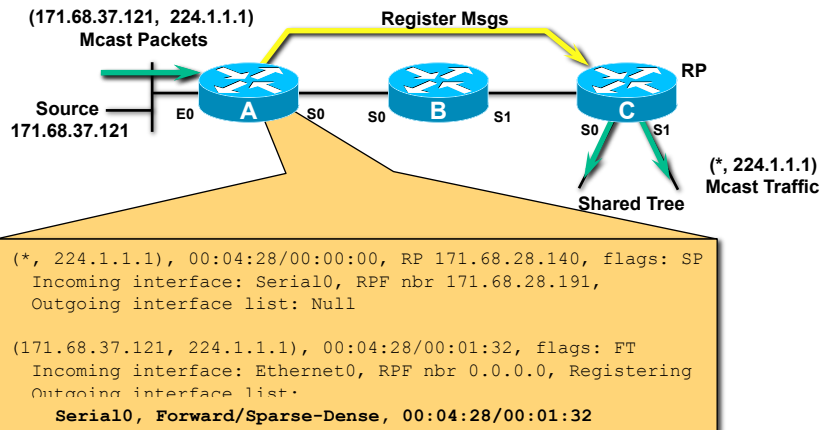 (171.68.37.121, 224.1.1.1)
Mcast Packets
Register Msgs
RP
Source
171.68.37.121
E0
A
S0
S0
B
S1
C
S0
S1
(*, 224.1.1.1)
Mcast Traffic
Shared Tree
(*, 224.1.1.1), 00:04:28/00:00:00, RP 171.68.28.140, flags: SP
Incoming interface: Serial0, RPF nbr 171.68.28.191,
Outgoing interface list: Null
(171.68.37.121, 224.1.1.1), 00:04:28/00:01:32, flags: FT
Incoming interface: Ethernet0, RPF nbr 0.0.0.0, Registering
Outgoing interface list:
Serial0, Forward/Sparse-Dense, 00:04:28/00:01:32